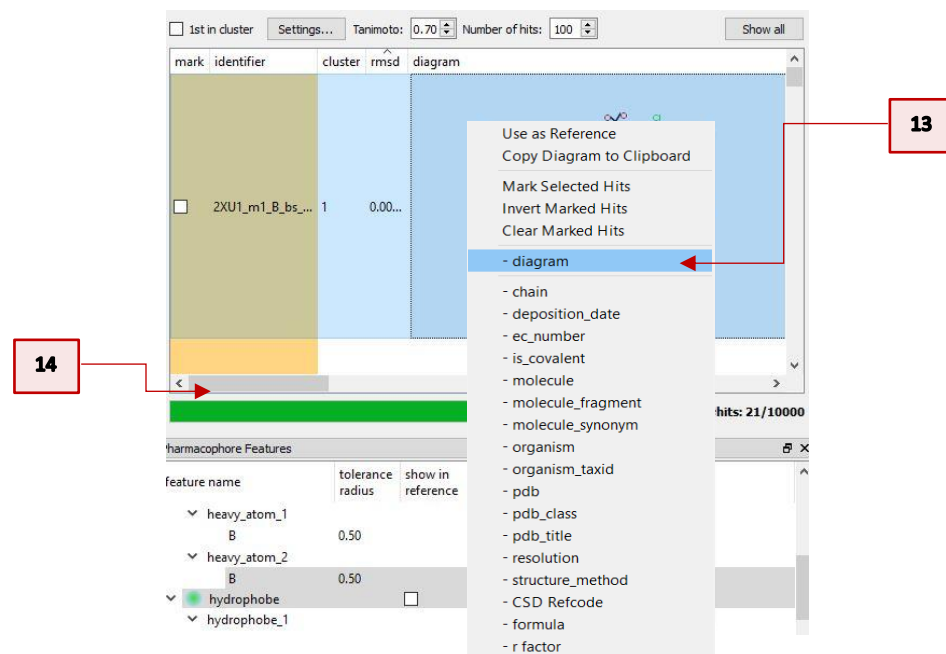 1st in cluster Settings... Tanimoto: 0.70 Number of hits: 100 Show all
mark identifier cluster rmsd diagram
13
Use as Reference
Copy Diagram to Clipboard
Mark Selected Hits
2XU1_m1_B_bs_... 1 0.00...
Invert Marked Hits
Clear Marked Hits
- diagram
- chain
- deposition_date
- ec_number
- is_covalent
14
- molecule
- molecule_fragment
hits: 21/10000
- molecule_synonym
Pharmacophore Features
- organism
- organism_taxid
feature name tolerance radius show in reference
- pdb
- pdb_class
heavy_atom_1
B 0.50
- pdb_title
heavy_atom_2
- resolution
B 0.50
- structure_method
hydrophobe
- CSD Refcode
hydrophobe_1
- formula
- r factor